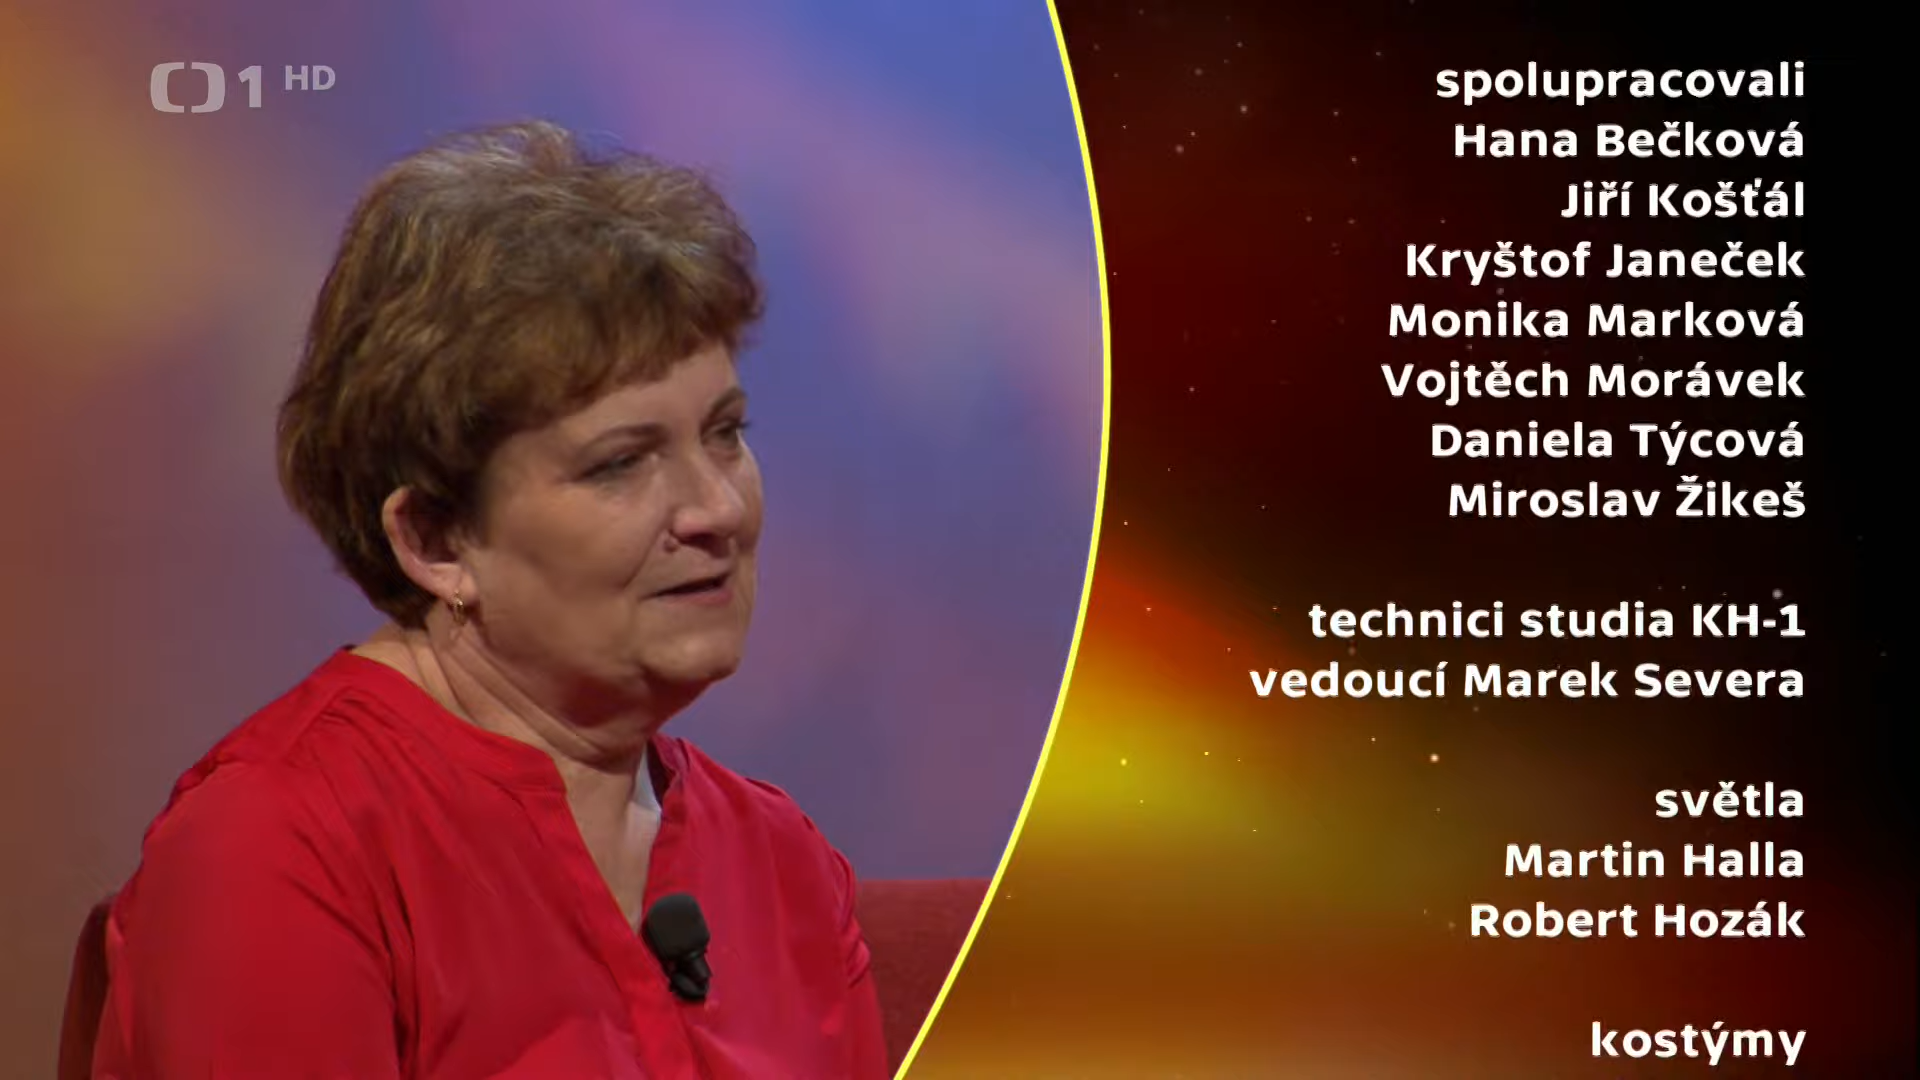 1 HD
spolupracovali
Hana Bečková
Jiří Košťál
Kryštof Janeček
Monika Marková
Vojtěch Morávek
Daniela Týcová
Miroslav Žikeš
technici studia KH-1
vedoucí Marek Severa
světla
Martin Halla
Robert Hozák
kostýmy